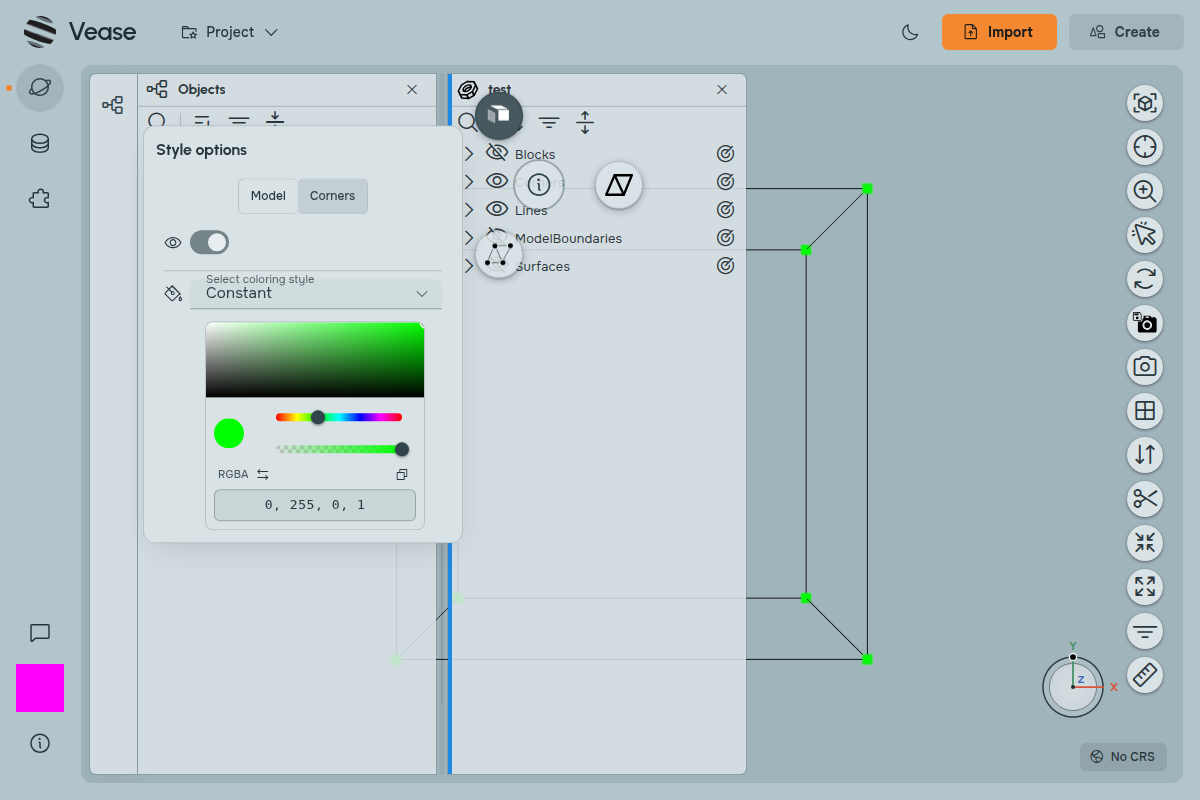 Vease
Project
Import
Create
Objects
test
Style options
Model
Corners
Select coloring style
Constant
RGBA
0, 255, 0, 1
Blocks
Lines
ModelBoundaries
Surfaces
Y
Z
X
No CRS